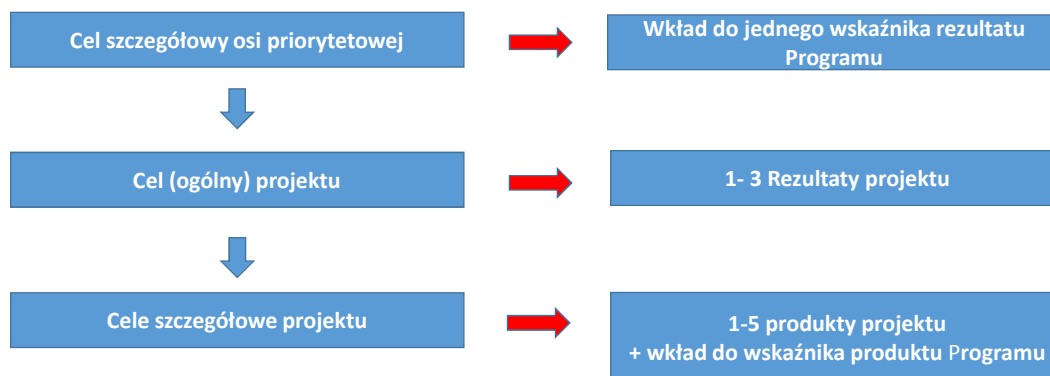 Cel szczegółowy osi priorytetowej
Wkład do jednego wskaźnika rezultatu
Programu
Cel (ogólny) projektu
1- 3 Rezultaty projektu
Cele szczegółowe projektu
1-5 produkty projektu
+ wkład do wskaźnika produktu Programu